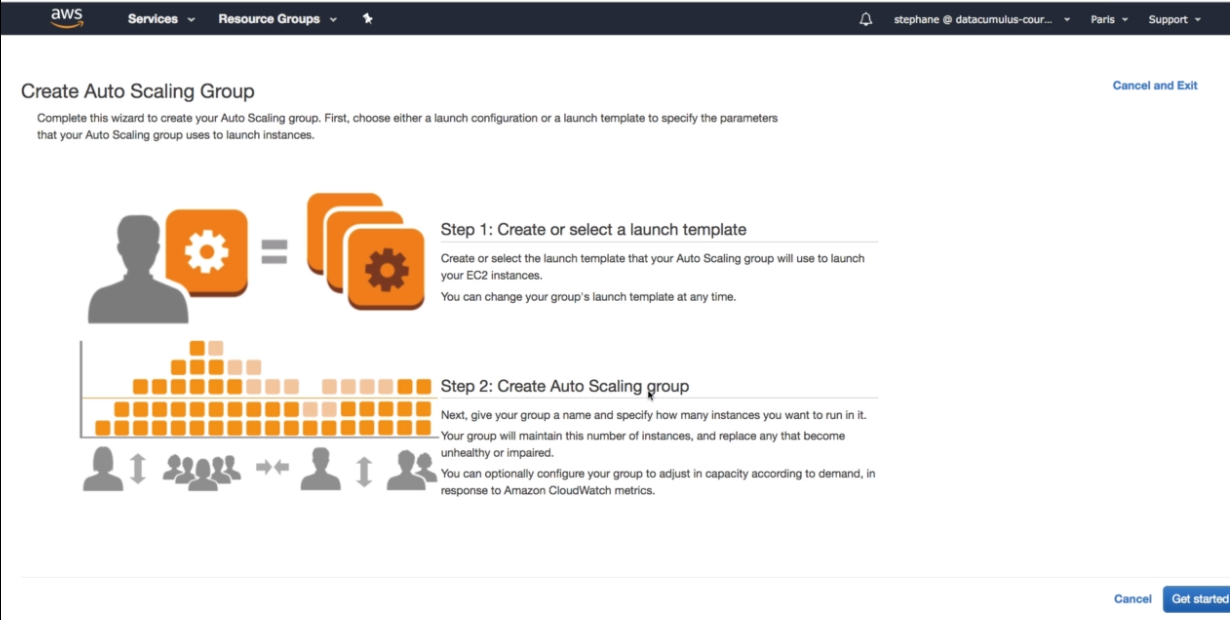 aws
Services
Resource Groups
stephane @ datacumulus-cour...
Paris
Support
Create Auto Scaling Group
Cancel and Exit
Complete this wizard to create your Auto Scaling group. First, choose either a launch configuration or a launch template to specify the parameters
that your Auto Scaling group uses to launch instances.
Step 1: Create or select a launch template
Create or select the launch template that your Auto Scaling group will use to launch
your EC2 instances.
You can change your group's launch template at any time.
Step 2: Create Auto Scaling group
Next, give your group a name and specify how many instances you want to run in it.
Your group will maintain this number of instances, and replace any that become
unhealthy or impaired.
You can optionally configure your group to adjust in capacity according to demand, in
response to Amazon CloudWatch metrics.
Cancel
Get started